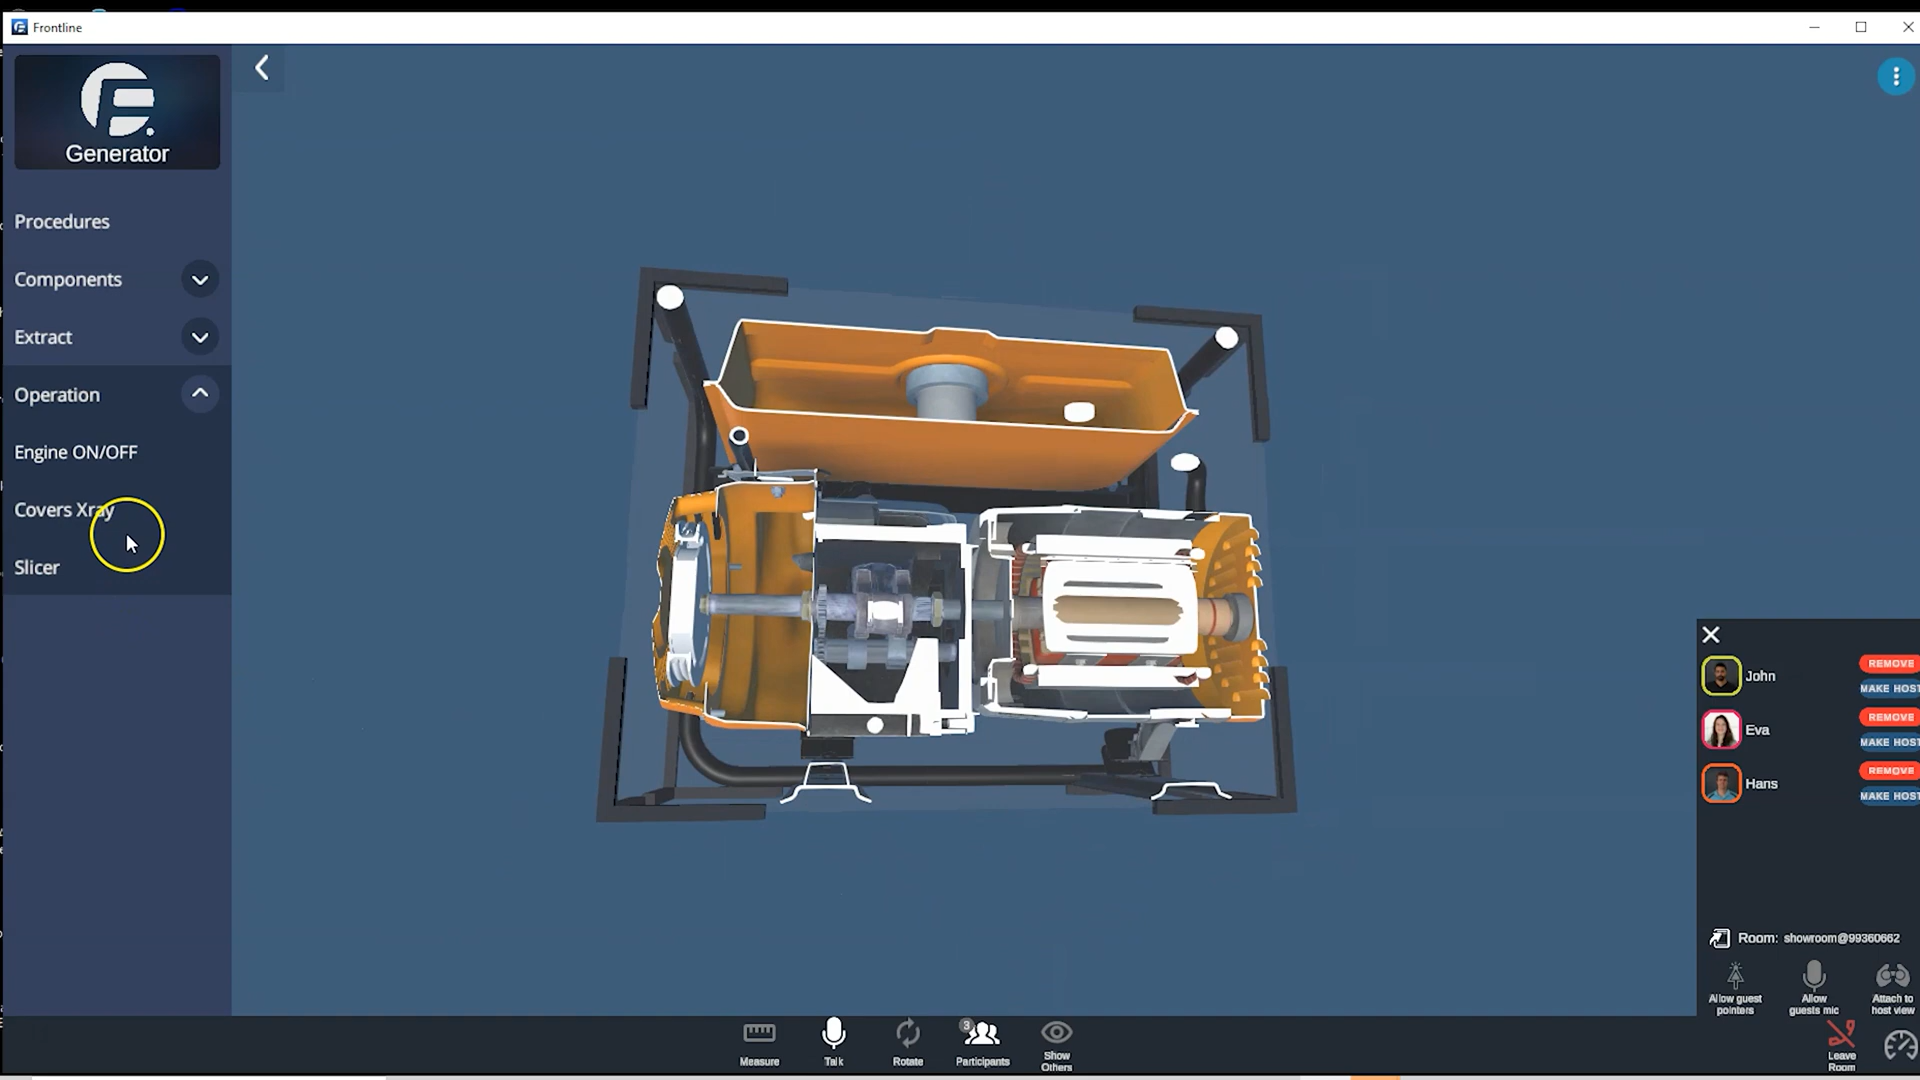 Frontline
Generator
Procedures
Components
Extract
Operation
Engine ON/OFF
Covers Xray
Slicer
John
REMOVE
MAKE HOST
Eva
REMOVE
MAKE HOST
Hans
REMOVE
MAKE HOST
Room: showroom@99360662
Allow guest pointers
Allow guests mic
Attach to host view
Measure
Talk
Rotate
3
Participants
Show Others
Leave Room